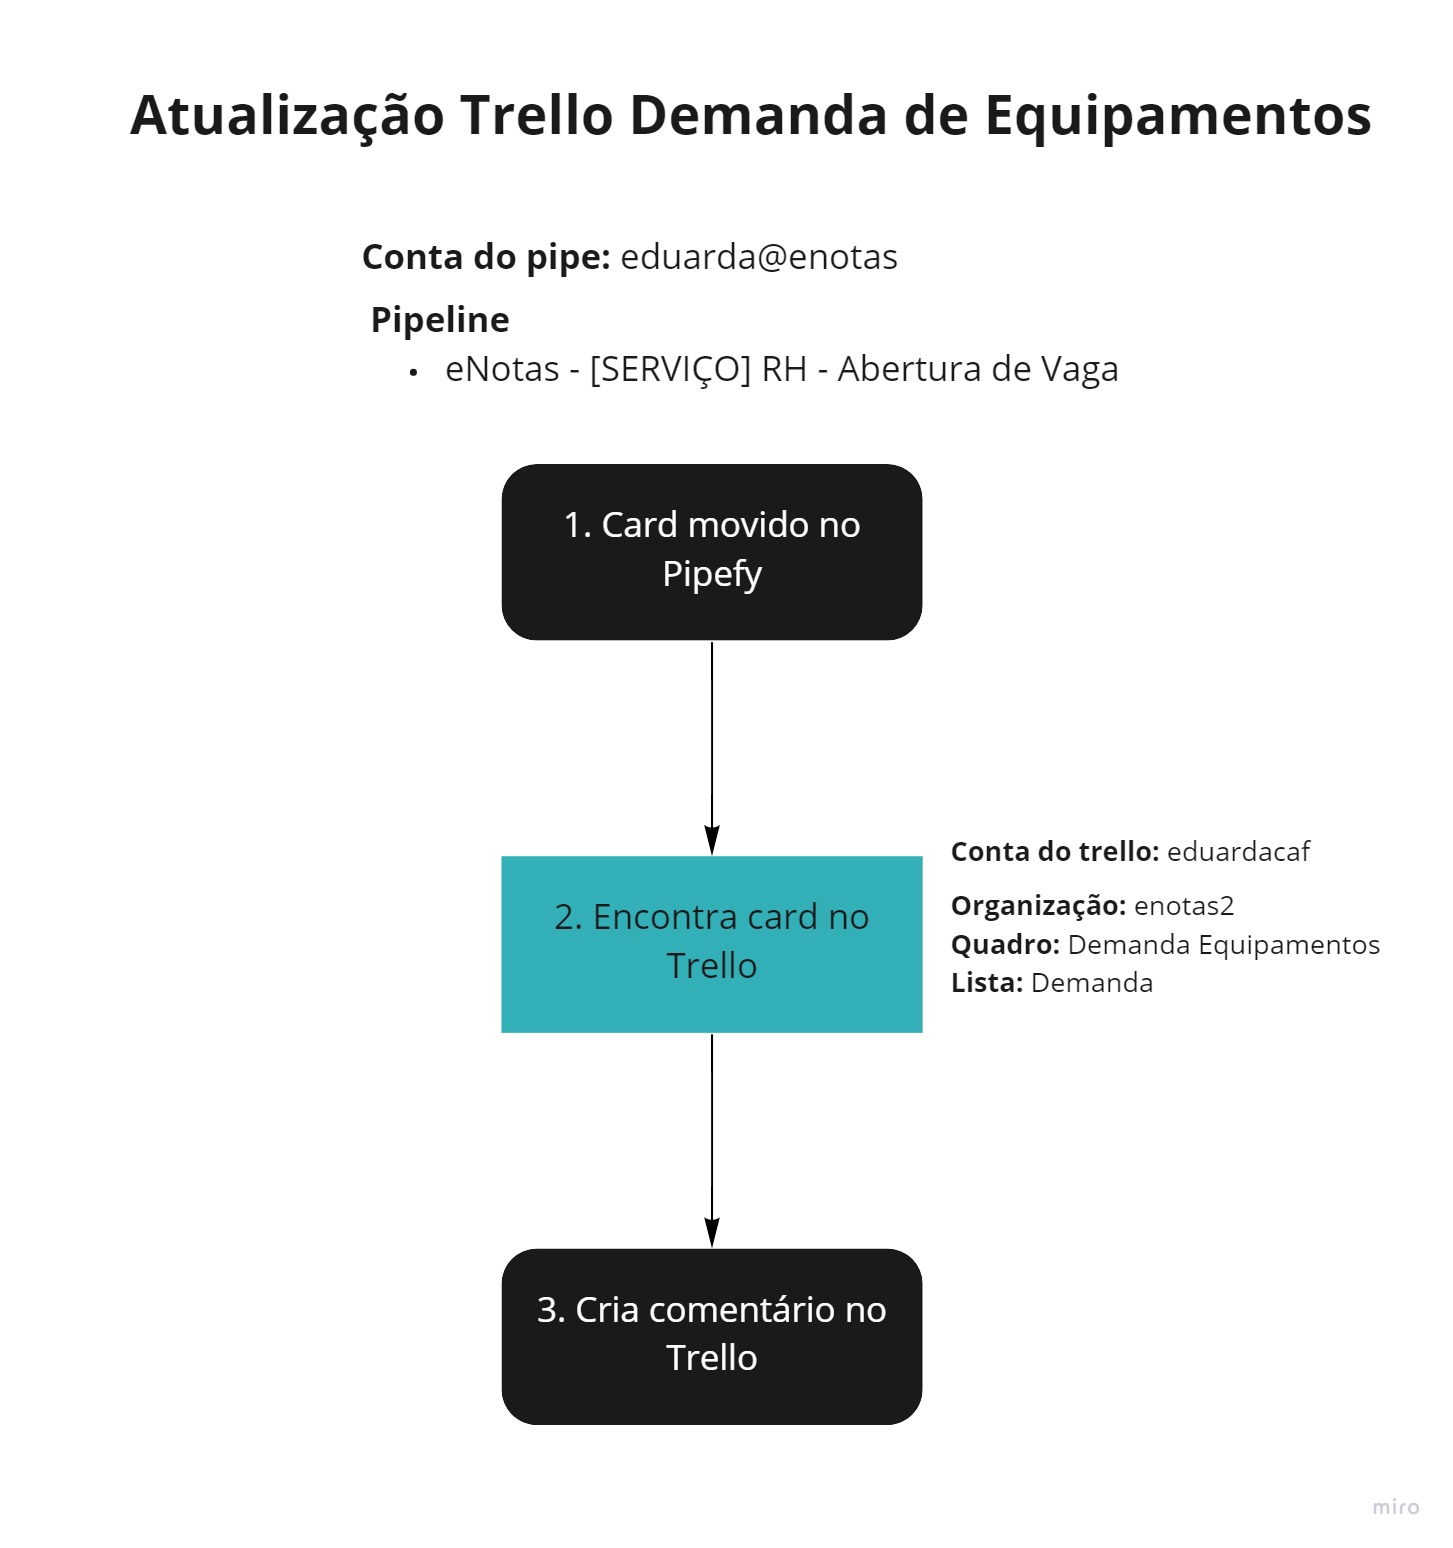 Atualização Trello Demanda de Equipamentos
Conta do pipe: eduarda@enotas
Pipeline
• eNotas - [SERVIÇO] RH - Abertura de Vaga
1. Card movido no
Pipefy
2. Encontra card no
Trello
Conta do trello: eduardacaf
Organização: enotas2
Quadro: Demanda Equipamentos
Lista: Demanda
3. Cria comentário no
Trello
miro